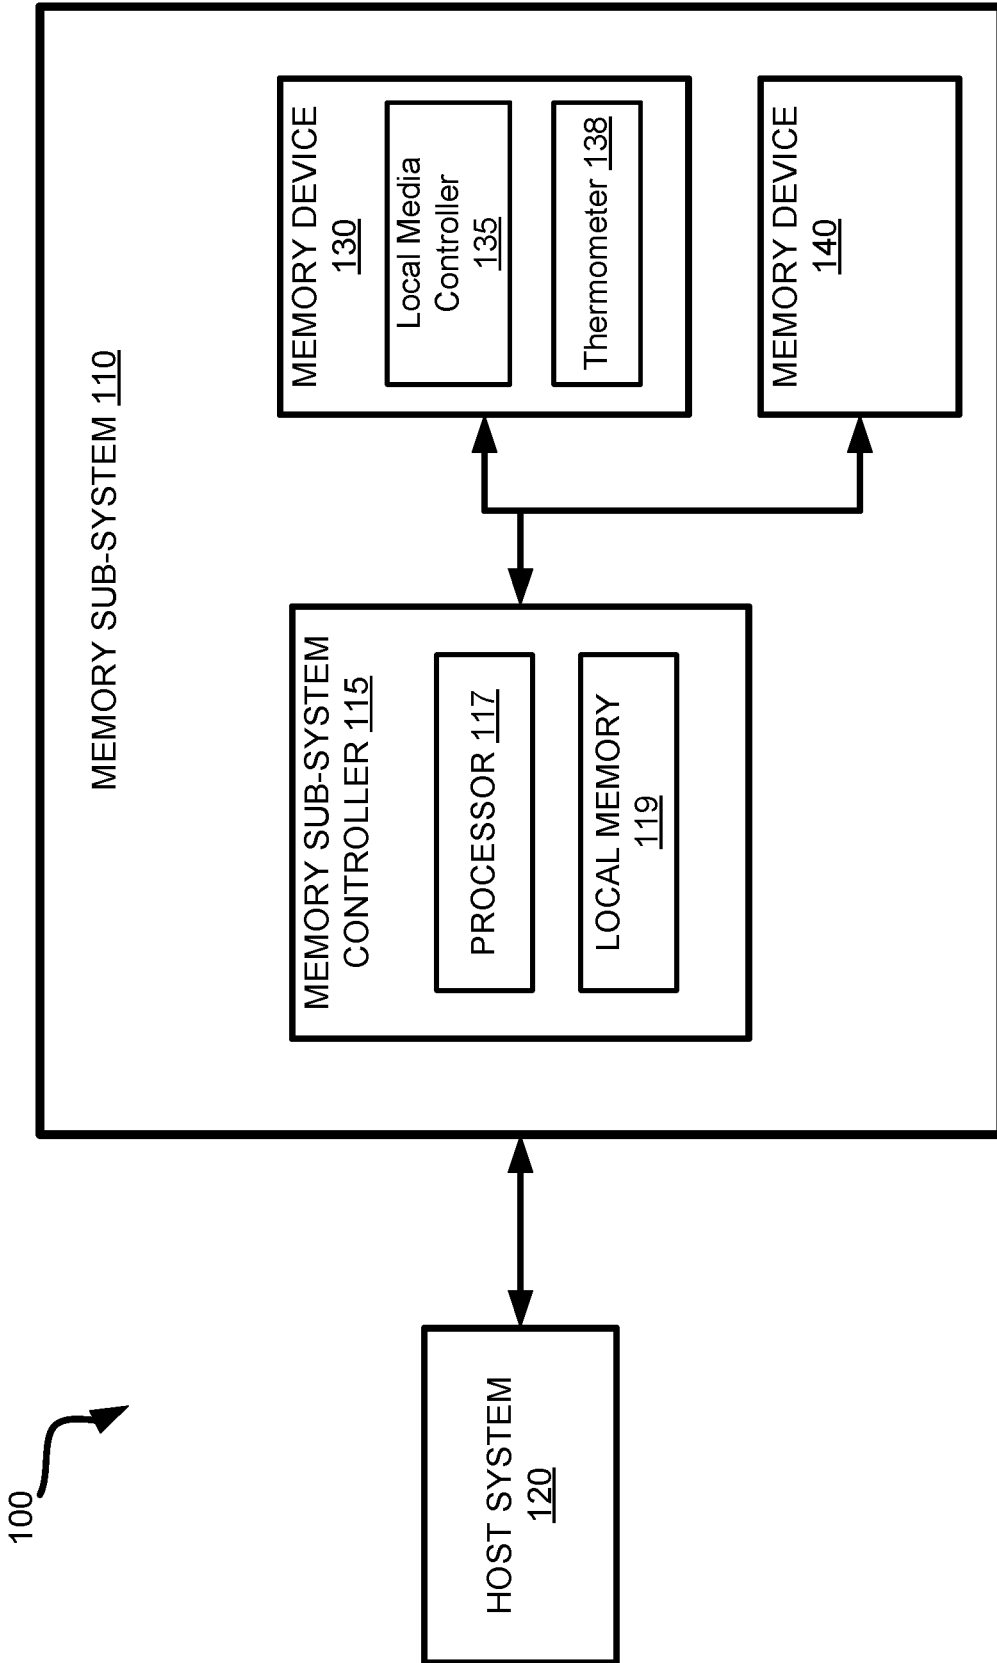 100
MEMORY SUB-SYSTEM 110
HOST SYSTEM
120
MEMORY SUB-SYSTEM
CONTROLLER 115
PROCESSOR 117
LOCAL MEMORY
119
MEMORY DEVICE
130
Local Media
Controller
135
Thermometer 138
MEMORY DEVICE
140